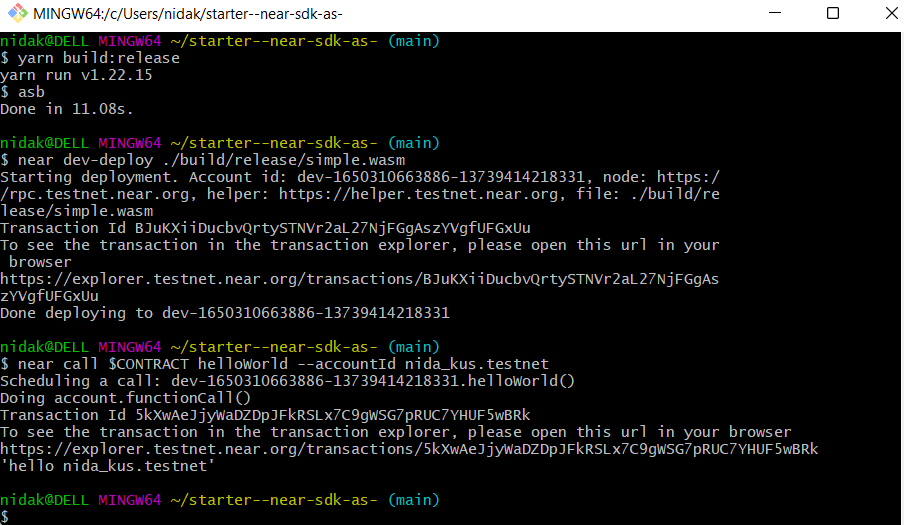 MINGW64:/c/Users/nidak/starter--near-sdk-as-
nidak@DELL MINGW64 ~/starter--near-sdk-as- (main)
$ yarn build:release
yarn run v1.22.15
$ asb
Done in 11.08s.
nidak@DELL MINGW64 ~/starter--near-sdk-as- (main)
$ near dev-deploy ./build/release/simple.wasm
Starting deployment. Account id: dev-1650310663886-13739414218331, node: https:/
/rpc.testnet.near.org, helper: https://helper.testnet.near.org, file: ./build/re
lease/simple.wasm
Transaction Id BJuKXiiDucbvQrtySTNVr2aL27NjFGgAszYVgfUFGxUu
To see the transaction in the transaction explorer, please open this url in your
 browser
https://explorer.testnet.near.org/transactions/BJuKXiiDucbvQrtySTNVr2aL27NjFGgAs
zYVgfUFGxUu
Done deploying to dev-1650310663886-13739414218331
nidak@DELL MINGW64 ~/starter--near-sdk-as- (main)
$ near call $CONTRACT helloWorld --accountId nida_kus.testnet
Scheduling a call: dev-1650310663886-13739414218331.helloWorld()
Doing account.functionCall()
Transaction Id 5kXwAeJjyWaDZDpJFkRSLx7C9gWSG7pRUC7YHUF5wBRk
To see the transaction in the transaction explorer, please open this url in your browser
https://explorer.testnet.near.org/transactions/5kXwAeJjyWaDZDpJFkRSLx7C9gWSG7pRUC7YHUF5wBRk
'hello nida_kus.testnet'
nidak@DELL MINGW64 ~/starter--near-sdk-as- (main)
$